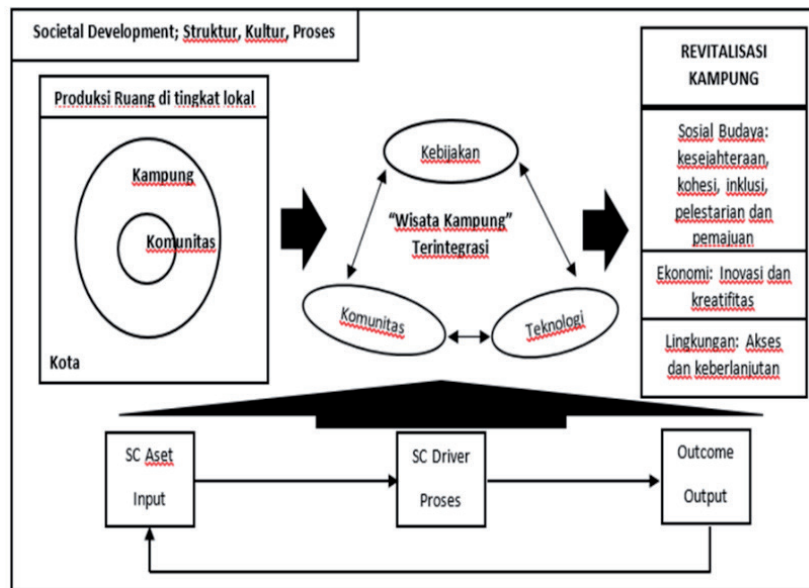 Societal Development; Struktur, Kultur, Proses
Produksi Ruang di tingkat lokal
Kampung
Komunitas
Kota
Kebijakan
“Wisata Kampung”
Terintegrasi
Komunitas
Teknologi
REVITALISASI
KAMPUNG
Sosial Budaya:
kesejahteraan,
kohesi, inklusi,
pelestarian dan
pemajuan
Ekonomi: Inovasi dan
kreatifitas
Lingkungan: Akses
dan keberlanjutan
SC Aset
Input
SC Driver
Proses
Outcome
Output